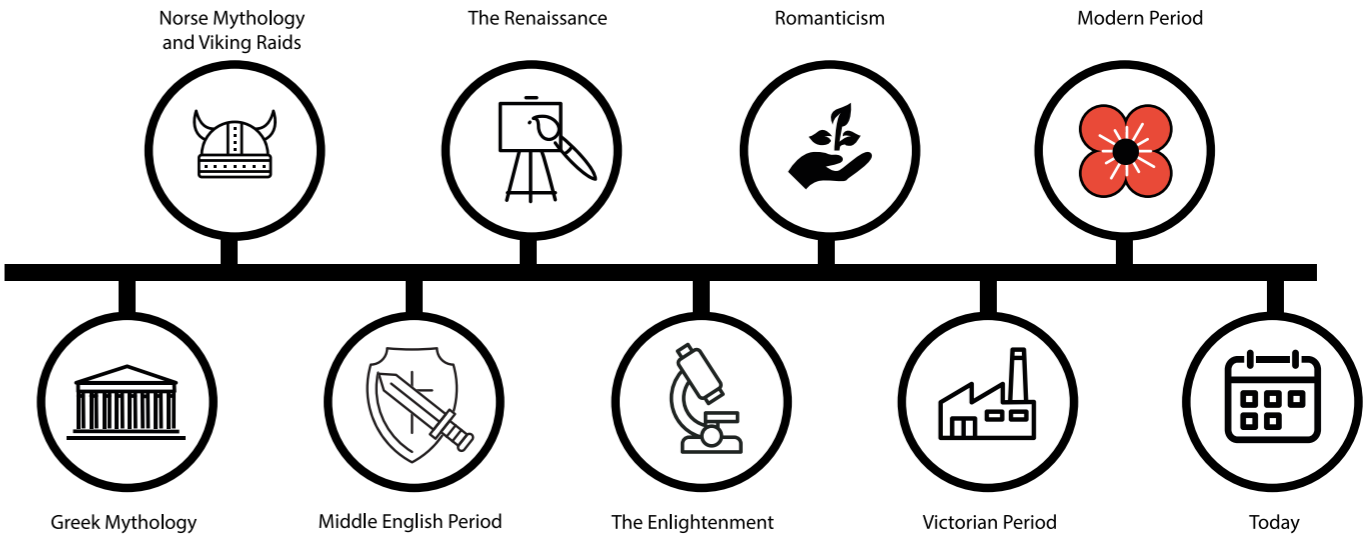 Norse Mythology
and Viking Raids
The Renaissance
Romanticism
Modern Period
Greek Mythology
Middle English Period
The Enlightenment
Victorian Period
Today